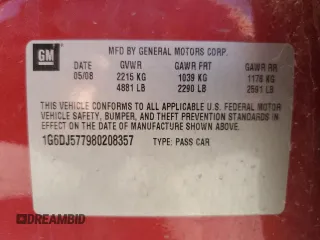 GM
MFD BY GENERAL MOTORS CORP.
DATE GVWR GAWR FRT GAWR RR
05/08 2215 KG 1039 KG 1176 KG
4881 LB 2290 LB 2591 LB
THIS VEHICLE CONFORMS TO ALL APPLICABLE U.S. FEDERAL MOTOR
VEHICLE SAFETY, BUMPER, AND THEFT PREVENTION STANDARDS IN
EFFECT ON THE DATE OF MANUFACTURE SHOWN ABOVE.
1G6DJ577980208357 TYPE: PASS CAR
DREAMBID